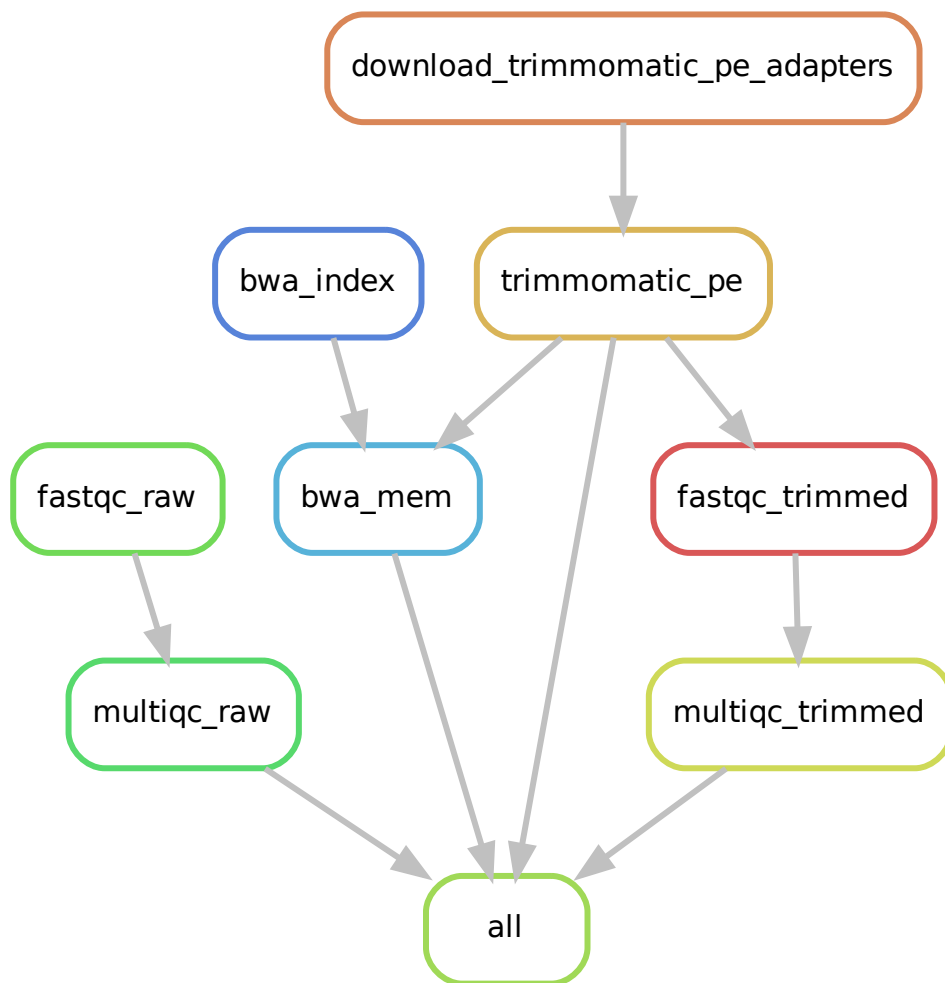 download_trimmomatic_pe_adapters
bwa_index
trimmomatic_pe
fastqc_raw
bwa_mem
fastqc_trimmed
multiqc_raw
multiqc_trimmed
all